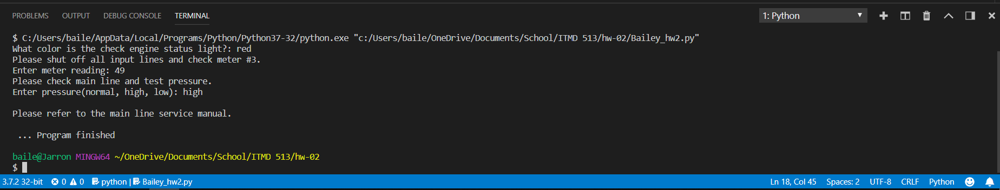 PROBLEMS OUTPUT DEBUG CONSOLE TERMINAL 1: Python
$ C:/Users/baile/AppData/Local/Programs/Python/Python37-32/python.exe "c:/Users/baile/OneDrive/Documents/School/ITMD 513/hw-02/Bailey_hw2.py"
What color is the check engine status light?: red
Please shut off all input lines and check meter #3.
Enter meter reading: 49
Please check main line and test pressure.
Enter pressure(normal, high, low): high
Please refer to the main line service manual.
... Program finished
baile@Jarron MINGW64 ~/OneDrive/Documents/School/ITMD 513/hw-02
$
3.7.2 32-bit 0 0 python | Bailey_hw2.py Ln 18, Col 45 Spaces: 2 UTF-8 CRLF Python